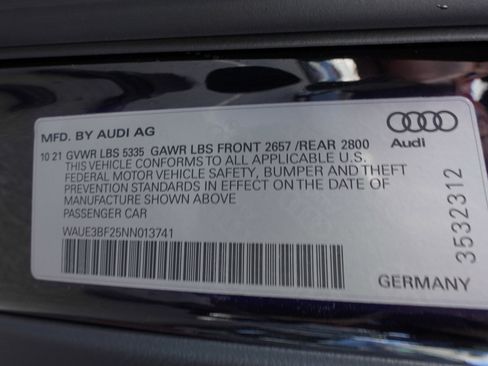 MFD. BY AUDI AG
10 21 GVWR LBS 5335 GAWR LBS FRONT 2657 /REAR 2800
THIS VEHICLE CONFORMS TO ALL APPLICABLE U.S.
FEDERAL MOTOR VEHICLE SAFETY, BUMPER AND THEFT
PREVENTION STANDARDS IN EFFECT ON THE DATE OF
MANUFACTURE SHOWN ABOVE
PASSENGER CAR
WAUE3BF25NN013741
Audi
3532312
GERMANY